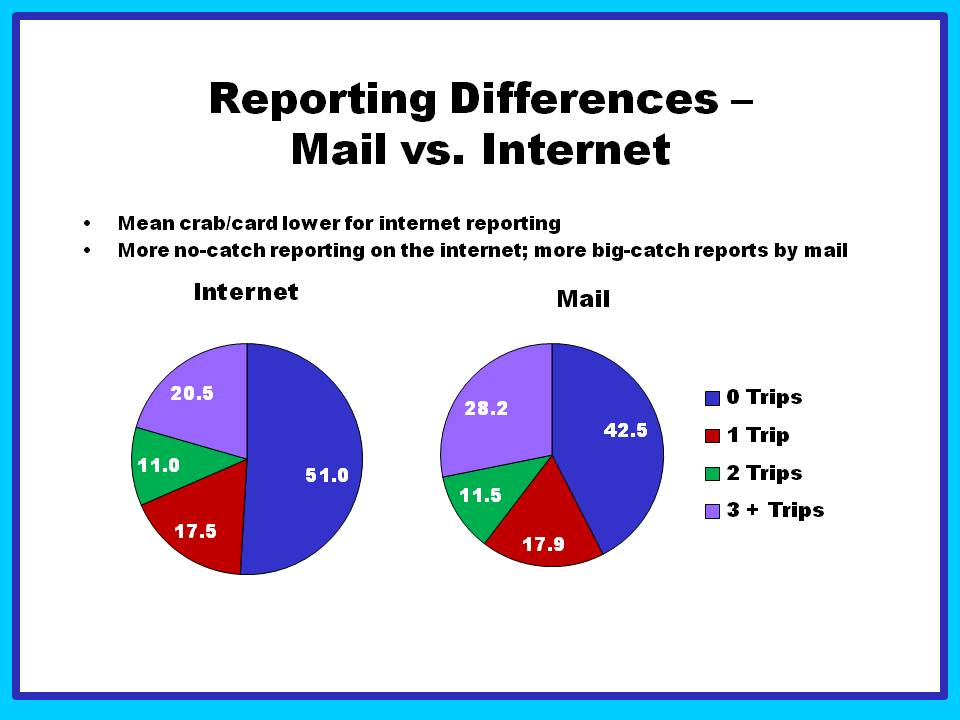 Reporting Differences –
Mail vs. Internet
• Mean crab/card lower for internet reporting
• More no-catch reporting on the internet; more big-catch reports by mail
Internet
Mail
20.5
11.0
17.5
51.0
28.2
42.5
11.5
17.9
0 Trips
1 Trip
2 Trips
3 + Trips